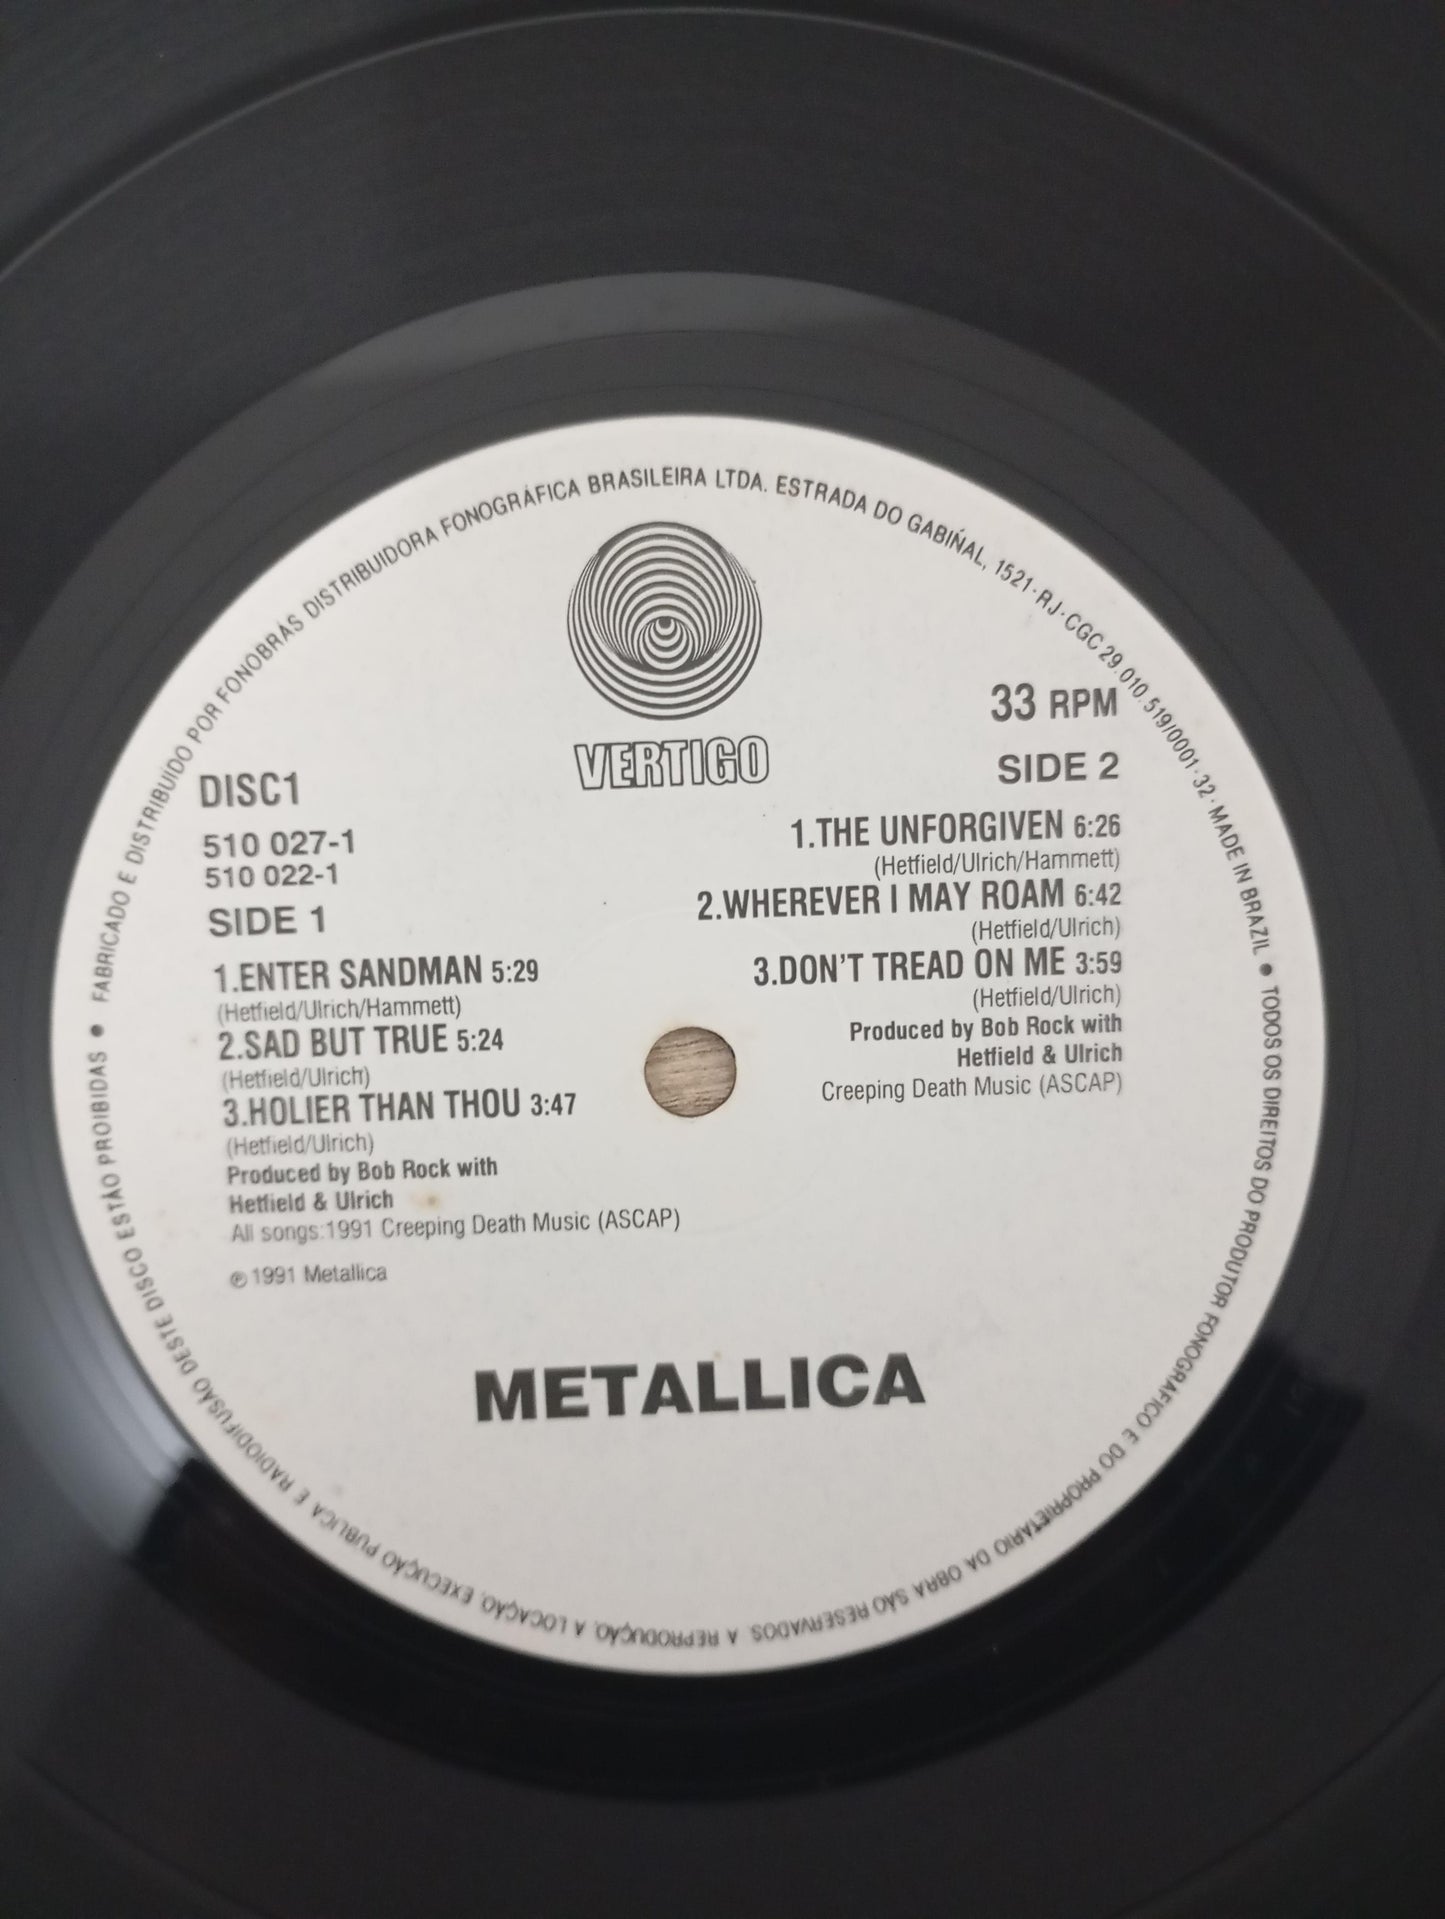 FABRICADO E DISTRIBUIDO POR FONOBRÁS DISTRIBUIDORA FONOGRÁFICA BRASILEIRA LTDA. ESTRADA DO GABIŃAL, 1521·RJ·CGC 29.010.519/0001·32·MADE IN BRAZIL ● TODOS OS DIREITOS DO PRODUTOR FONOGRAFICO E DO PROPRIETARIO DA OBRA SÃO RESERVADOS. A REPRODUÇÃO, A LOCAÇÃO, EXECUÇÃO PUBLICA E RADIODIFUSÃO DESTE DISCO ESTÃO PROIBIDAS ●
VERTIGO
DISC1
510 027-1
510 022-1
SIDE 1
1.ENTER SANDMAN 5:29
(Hetfield/Ulrich/Hammett)
2.SAD BUT TRUE 5:24
(Hetfield/Ulrich)
3.HOLIER THAN THOU 3:47
(Hetfield/Ulrich)
Produced by Bob Rock with
Hetfield & Ulrich
All songs:1991 Creeping Death Music (ASCAP)
℗ 1991 Metallica
33 RPM
SIDE 2
1.THE UNFORGIVEN 6:26
(Hetfield/Ulrich/Hammett)
2.WHEREVER I MAY ROAM 6:42
(Hetfield/Ulrich)
3.DON'T TREAD ON ME 3:59
(Hetfield/Ulrich)
Produced by Bob Rock with
Hetfield & Ulrich
Creeping Death Music (ASCAP)
METALLICA